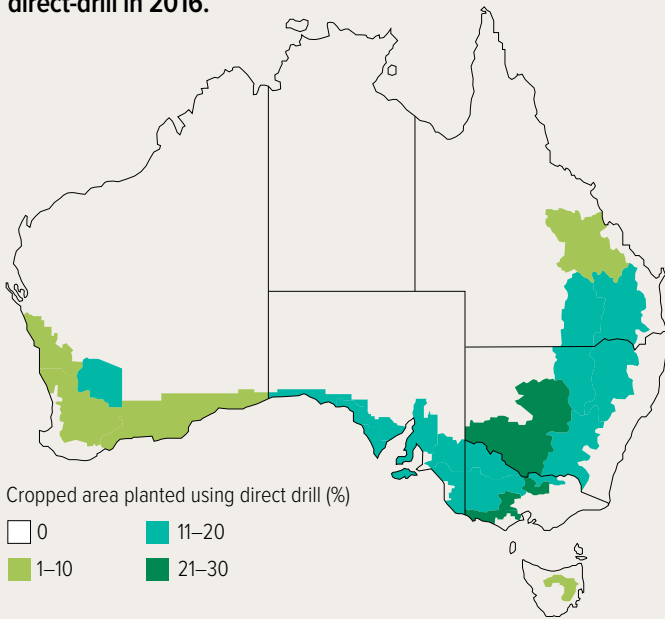 direct-drill in 2016.
Cropped area planted using direct drill (%)
0
11–20
1–10
21–30